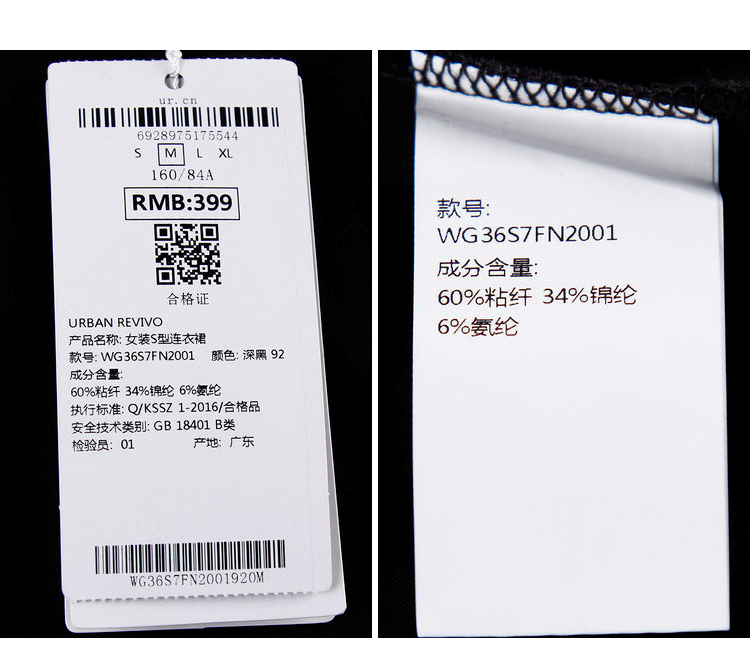 ur.cn
6928975175544
S M L XL
160/84A
RMB:399
合格证
URBAN REVIVO
产品名称: 女装S型连衣裙
款号: WG36S7FN2001 颜色: 深黑 92
成分含量:
60%粘纤 34%锦纶 6%氨纶
执行标准: Q/KSSZ 1-2016/合格品
安全技术类别: GB 18401 B类
检验员: 01 产地: 广东
WG36S7FN2001920M
款号:
WG36S7FN2001
成分含量:
60%粘纤 34%锦纶
6%氨纶